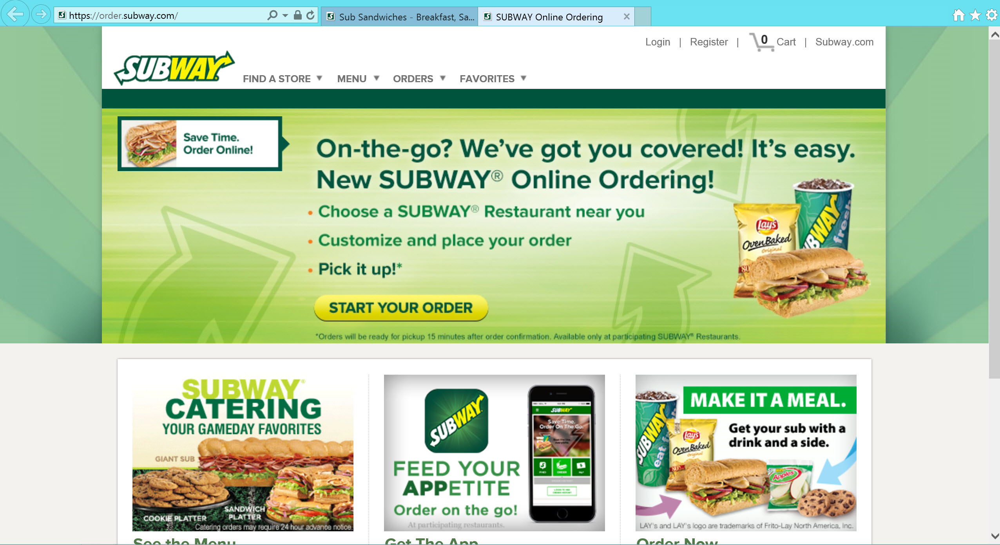 https://order.subway.com/
Sub Sandwiches - Breakfast, Sa...
SUBWAY Online Ordering
Login | Register | 0 Cart | Subway.com
SUBWAY
FIND A STORE
MENU
ORDERS
FAVORITES
Save Time.
Order Online!
On-the-go? We've got you covered! It's easy.
New SUBWAY® Online Ordering!
• Choose a SUBWAY® Restaurant near you
• Customize and place your order
• Pick it up!*
START YOUR ORDER
*Orders will be ready for pickup 15 minutes after order confirmation. Available only at participating SUBWAY® Restaurants.
Lay's
Oven Baked
Original
80
SUBWAY
fresh
SUBWAY®
CATERING
YOUR GAMEDAY FAVORITES
GIANT SUB
SANDWICH
PLATTER
COOKIE PLATTER
Catering orders may require 24 hour advance notice.
SUBWAY
FEED YOUR
APPETITE
Order on the go!
At participating restaurants.
SUBWAY
Save Time.
Order On The Go.
ORDER
MAKE IT A MEAL.
Get your sub with a
drink and a side.
SUBWAY
eat
Lay's
Oven Baked
Original
Apples
LAY's and LAY's logo are trademarks of Frito-Lay North America, Inc.
See the Menu
Get The App
Order Now